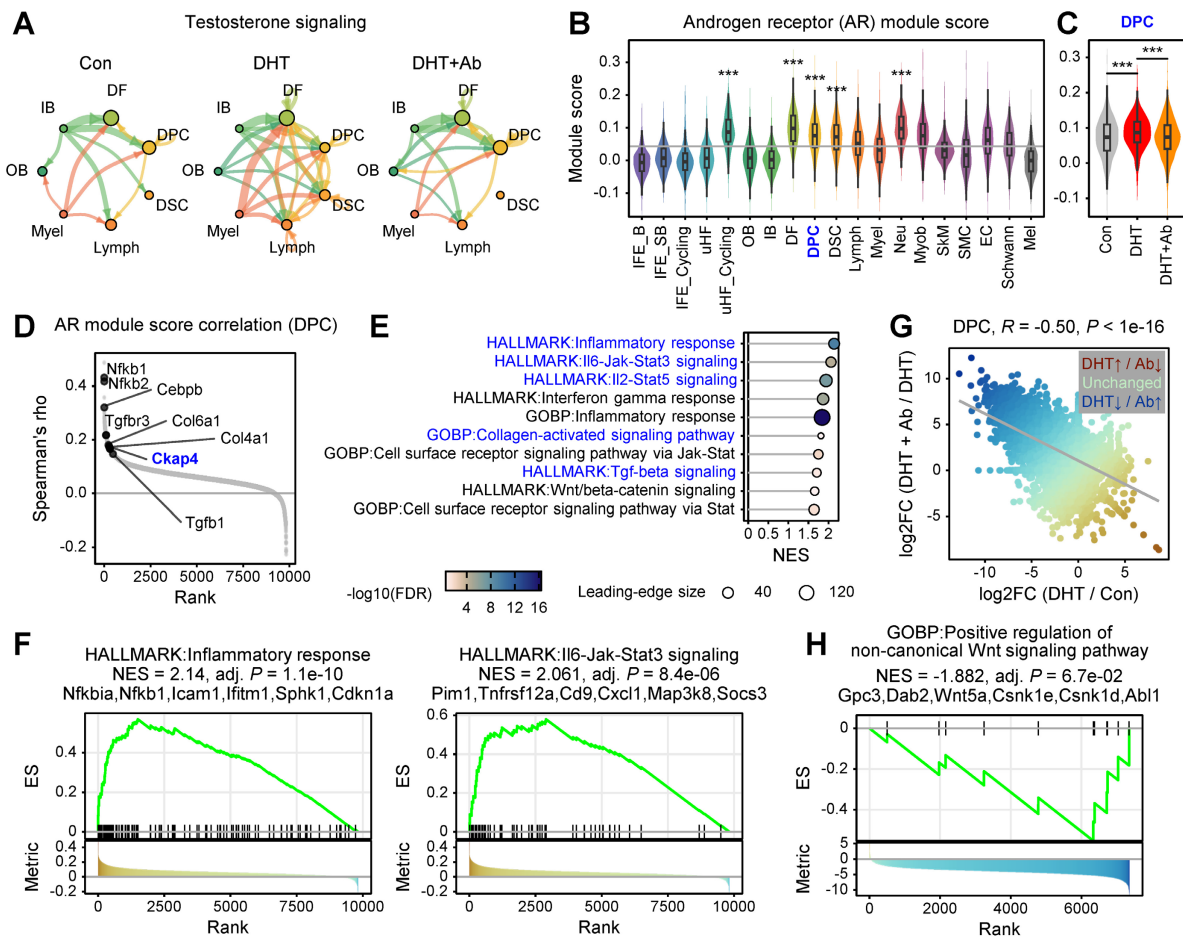 A
Testosterone signaling
Con
DHT
DHT+Ab
DF
IB
DPC
OB
DSC
Myel
Lymph
DF
IB
DPC
OB
DSC
Myel
Lymph
DF
IB
DPC
OB
DSC
Myel
Lymph
B
Androgen receptor (AR) module score
Module score
0.3
0.2
0.1
0.0
-0.1
***
***
***
***
***
IFE_B
IFE_SB
IFE_Cycling
uHF
uHF_Cycling
OB
IB
DF
DPC
DSC
Lymph
Myel
Neu
Myob
SkM
SMC
EC
Schwann
Mel
C
DPC
0.3
0.2
0.1
0.0
-0.1
***
***
Con
DHT
DHT+Ab
D
AR module score correlation (DPC)
Spearman's rho
0.4
0.2
0.0
-0.2
Nfkb1
Nfkb2
Cebpb
Tgfbr3
Col6a1
Col4a1
Ckap4
Tgfb1
0
2500
5000
7500
10000
Rank
E
HALLMARK:Inflammatory response
HALLMARK:Il6-Jak-Stat3 signaling
HALLMARK:Il2-Stat5 signaling
HALLMARK:Interferon gamma response
GOBP:Inflammatory response
GOBP:Collagen-activated signaling pathway
GOBP:Cell surface receptor signaling pathway via Jak-Stat
HALLMARK:Tgf-beta signaling
HALLMARK:Wnt/beta-catenin signaling
GOBP:Cell surface receptor signaling pathway via Stat
0 0.5 1 1.5 2
NES
-log10(FDR)
4 8 12 16
Leading-edge size
40
120
G
DPC, R = -0.50, P < 1e-16
log2FC (DHT + Ab / DHT)
10
5
0
-5
DHT↑ / Ab↓
Unchanged
DHT↓ / Ab↑
-10
-5
0
5
log2FC (DHT / Con)
F
HALLMARK:Inflammatory response
NES = 2.14, adj. P = 1.1e-10
Nfkbia,Nfkb1,Icam1,Ifitm1,Sphk1,Cdkn1a
ES
0.4
0.2
0
Metric
0.4
0.2
0
-0.2
0
2500
5000
7500
10000
Rank
HALLMARK:Il6-Jak-Stat3 signaling
NES = 2.061, adj. P = 8.4e-06
Pim1,Tnfrsf12a,Cd9,Cxcl1,Map3k8,Socs3
ES
0.6
0.4
0.2
0
Metric
0.4
0.2
0
-0.2
0
2500
5000
7500
10000
Rank
H
GOBP:Positive regulation of
non-canonical Wnt signaling pathway
NES = -1.882, adj. P = 6.7e-02
Gpc3,Dab2,Wnt5a,Csnk1e,Csnk1d,Abl1
ES
0
-0.2
-0.4
Metric
5
0
-5
-10
0
2000
4000
6000
Rank